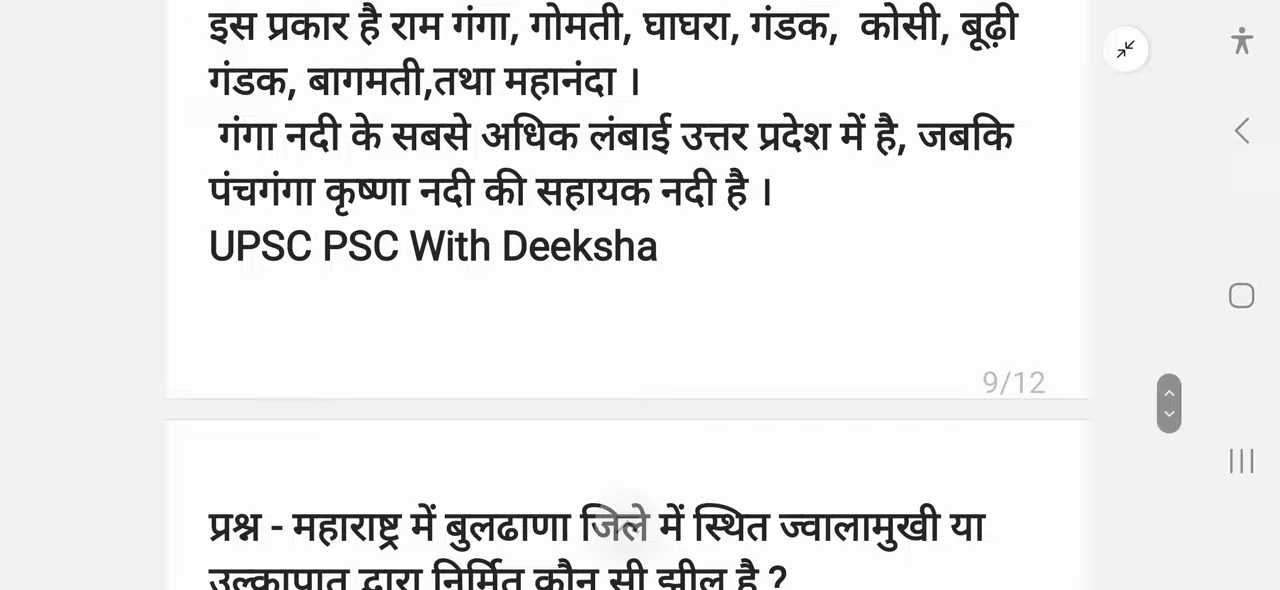 इस प्रकार है राम गंगा, गोमती, घाघरा, गंडक, कोसी, बूढ़ी
गंडक, बागमती,तथा महानंदा ।
गंगा नदी के सबसे अधिक लंबाई उत्तर प्रदेश में है, जबकि
पंचगंगा कृष्णा नदी की सहायक नदी है ।
UPSC PSC With Deeksha
9/12
प्रश्न - महाराष्ट्र में बुलढाणा जिले में स्थित ज्वालामुखी या
उल्कापात द्वारा निर्मित कौन सी झील है ?